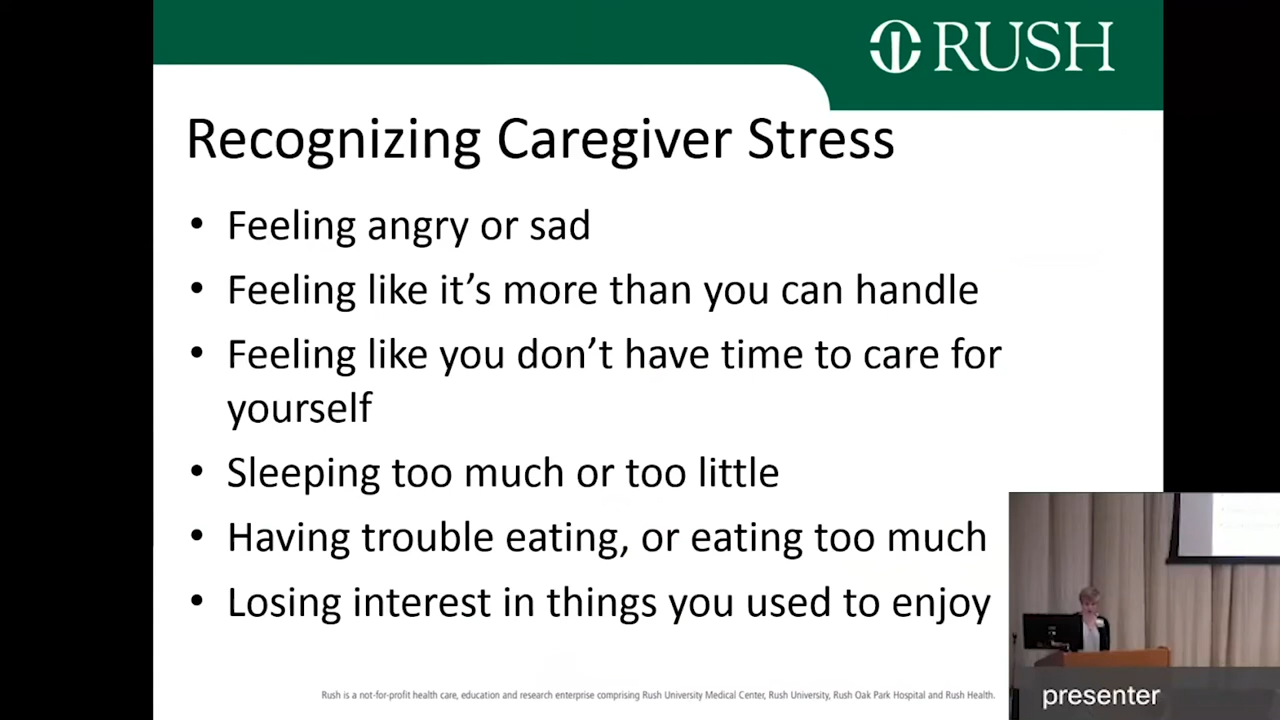 RUSH
Recognizing Caregiver Stress
• Feeling angry or sad
• Feeling like it’s more than you can handle
• Feeling like you don’t have time to care for
yourself
• Sleeping too much or too little
• Having trouble eating, or eating too much
• Losing interest in things you used to enjoy
Rush is a not-for-profit health care, education and research enterprise comprising Rush University Medical Center, Rush University, Rush Oak Park Hospital and Rush Health.
presenter